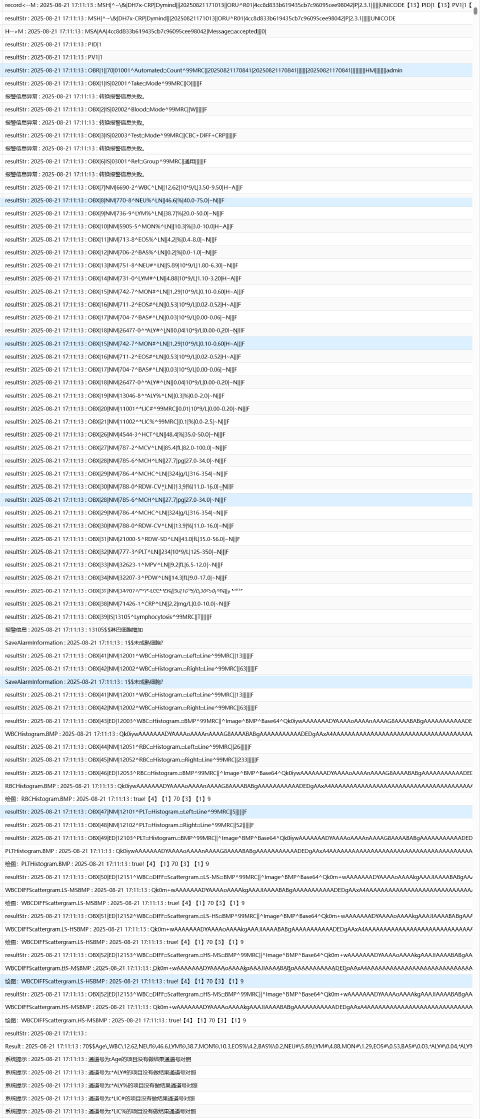 record<--M : 2025-08-21 17:11:13 : MSH|^~\&|DH7x-CRP|Dymind|||20250821171013||ORU^R01|4cc8d833b619435cb7c96095cee98042|P|2.3.1||||||UNICODE 【13】 PID|1 【13】 PV1|1
resultStr : 2025-08-21 17:11:13 : MSH|^~\&|DH7x-CRP|Dymind|||20250821171013||ORU^R01|4cc8d833b619435cb7c96095cee98042|P|2.3.1||||||UNICODE
H-->M : 2025-08-21 17:11:13 : MSA|AA|4cc8d833b619435cb7c96095cee98042|Message accepted|||0|
resultStr : 2025-08-21 17:11:13 : PID|1
resultStr : 2025-08-21 17:11:13 : PV1|1
resultStr : 2025-08-21 17:11:13 : OBR|1||70|01001^Automated Count^99MRC||20250821170841|20250821170841|||||||20250821170841||||||||||HM||||||||admin
报警信息异常 : 2025-08-21 17:11:13 : 转换报警信息失败。
resultStr : 2025-08-21 17:11:13 : OBX|1|IS|02001^Take Mode^99MRC||O||||||F
报警信息异常 : 2025-08-21 17:11:13 : 转换报警信息失败。
resultStr : 2025-08-21 17:11:13 : OBX|2|IS|02002^Blood Mode^99MRC||W||||||F
报警信息异常 : 2025-08-21 17:11:13 : 转换报警信息失败。
resultStr : 2025-08-21 17:11:13 : OBX|3|IS|02003^Test Mode^99MRC||CBC+DIFF+CRP||||||F
报警信息异常 : 2025-08-21 17:11:13 : 转换报警信息失败。
resultStr : 2025-08-21 17:11:13 : OBX|6|IS|03001^Ref Group^99MRC||通用||||||F
报警信息异常 : 2025-08-21 17:11:13 : 转换报警信息失败。
resultStr : 2025-08-21 17:11:13 : OBX|7|NM|6690-2^WBC^LN||12.62|10*9/L|3.50-9.50|H~A|||F
resultStr : 2025-08-21 17:11:13 : OBX|8|NM|770-8^NEU%^LN||46.6|%|40.0-75.0|~N|||F
resultStr : 2025-08-21 17:11:13 : OBX|9|NM|736-9^LYM%^LN||38.7|%|20.0-50.0|~N|||F
resultStr : 2025-08-21 17:11:13 : OBX|10|NM|5905-5^MON%^LN||10.3|%|3.0-10.0|H~A|||F
resultStr : 2025-08-21 17:11:13 : OBX|11|NM|713-8^EOS%^LN||4.2|%|0.4-8.0|~N|||F
resultStr : 2025-08-21 17:11:13 : OBX|12|NM|706-2^BAS%^LN||0.2|%|0.0-1.0|~N|||F
resultStr : 2025-08-21 17:11:13 : OBX|13|NM|751-8^NEU#^LN||5.89|10*9/L|1.80-6.30|~N|||F
resultStr : 2025-08-21 17:11:13 : OBX|14|NM|731-0^LYM#^LN||4.88|10*9/L|1.10-3.20|H~A|||F
resultStr : 2025-08-21 17:11:13 : OBX|15|NM|742-7^MON#^LN||1.29|10*9/L|0.10-0.60|H~A|||F
resultStr : 2025-08-21 17:11:13 : OBX|16|NM|711-2^EOS#^LN||0.53|10*9/L|0.02-0.52|H~A|||F
resultStr : 2025-08-21 17:11:13 : OBX|17|NM|704-7^BAS#^LN||0.03|10*9/L|0.00-0.06|~N|||F
resultStr : 2025-08-21 17:11:13 : OBX|18|NM|26477-0^*ALY#^LN||0.04|10*9/L|0.00-0.20|~N|||F
resultStr : 2025-08-21 17:11:13 : OBX|15|NM|742-7^MON#^LN||1.29|10*9/L|0.10-0.60|H~A|||F
resultStr : 2025-08-21 17:11:13 : OBX|16|NM|711-2^EOS#^LN||0.53|10*9/L|0.02-0.52|H~A|||F
resultStr : 2025-08-21 17:11:13 : OBX|17|NM|704-7^BAS#^LN||0.03|10*9/L|0.00-0.06|~N|||F
resultStr : 2025-08-21 17:11:13 : OBX|18|NM|26477-0^*ALY#^LN||0.04|10*9/L|0.00-0.20|~N|||F
resultStr : 2025-08-21 17:11:13 : OBX|19|NM|13046-8^*ALY%^LN||0.3|%|0.0-2.0|~N|||F
resultStr : 2025-08-21 17:11:13 : OBX|20|NM|11001^*LIC#^99MRC||0.01|10*9/L|0.00-0.20|~N|||F
resultStr : 2025-08-21 17:11:13 : OBX|21|NM|11002^*LIC%^99MRC||0.1|%|0.0-2.5|~N|||F
resultStr : 2025-08-21 17:11:13 : OBX|26|NM|4544-3^HCT^LN||48.4|%|35.0-50.0|~N|||F
resultStr : 2025-08-21 17:11:13 : OBX|27|NM|787-2^MCV^LN||85.4|fL|82.0-100.0|~N|||F
resultStr : 2025-08-21 17:11:13 : OBX|28|NM|785-6^MCH^LN||27.7|pg|27.0-34.0|~N|||F
resultStr : 2025-08-21 17:11:13 : OBX|29|NM|786-4^MCHC^LN||324|g/L|316-354|~N|||F
resultStr : 2025-08-21 17:11:13 : OBX|30|NM|788-0^RDW-CV^LN||13.9|%|11.0-16.0|~N|||F
resultStr : 2025-08-21 17:11:13 : OBX|28|NM|785-6^MCH^LN||27.7|pg|27.0-34.0|~N|||F
resultStr : 2025-08-21 17:11:13 : OBX|29|NM|786-4^MCHC^LN||324|g/L|316-354|~N|||F
resultStr : 2025-08-21 17:11:13 : OBX|30|NM|788-0^RDW-CV^LN||13.9|%|11.0-16.0|~N|||F
resultStr : 2025-08-21 17:11:13 : OBX|31|NM|21000-5^RDW-SD^LN||43.0|fL|35.0-56.0|~N|||F
resultStr : 2025-08-21 17:11:13 : OBX|32|NM|777-3^PLT^LN||234|10*9/L|125-350|~N|||F
resultStr : 2025-08-21 17:11:13 : OBX|33|NM|32623-1^MPV^LN||9.2|fL|6.5-12.0|~N|||F
resultStr : 2025-08-21 17:11:13 : OBX|34|NM|32207-3^PDW^LN||14.3|fL|9.0-17.0|~N|||F
resultStr : 2025-08-21 17:11:13 :
resultStr : 2025-08-21 17:11:13 : OBX|38|NM|71426-1^CRP^LN||2.2|mg/L|0.0-10.0|~N|||F
resultStr : 2025-08-21 17:11:13 : OBX|39|IS|13105^Lymphocytosis^99MRC||T||||||F
报警信息 : 2025-08-21 17:11:13 : 13105$$淋巴细胞增加
SaveAlarmInformation : 2025-08-21 17:11:13 : 1$$未成熟细胞?
resultStr : 2025-08-21 17:11:13 : OBX|41|NM|12001^WBC Histogram. Left Line^99MRC||13||||||F
resultStr : 2025-08-21 17:11:13 : OBX|42|NM|12002^WBC Histogram. Right Line^99MRC||63||||||F
SaveAlarmInformation : 2025-08-21 17:11:13 : 1$$未成熟细胞?
resultStr : 2025-08-21 17:11:13 : OBX|41|NM|12001^WBC Histogram. Left Line^99MRC||13||||||F
resultStr : 2025-08-21 17:11:13 : OBX|42|NM|12002^WBC Histogram. Right Line^99MRC||63||||||F
resultStr : 2025-08-21 17:11:13 : OBX|43|ED|12003^WBC Histogram. BMP^99MRC||^Image^BMP^Base64^
WBCHistogram.BMP : 2025-08-21 17:11:13 :
resultStr : 2025-08-21 17:11:13 : OBX|44|NM|12051^RBC Histogram. Left Line^99MRC||26||||||F
resultStr : 2025-08-21 17:11:13 : OBX|45|NM|12052^RBC Histogram. Right Line^99MRC||233||||||F
resultStr : 2025-08-21 17:11:13 : OBX|46|ED|12053^RBC Histogram. BMP^99MRC||^Image^BMP^Base64^
RBCHistogram.BMP : 2025-08-21 17:11:13 :
绘图: RBCHistogram.BMP : 2025-08-21 17:11:13 : true! 【4】 【1】 70 【3】 【1】 9
resultStr : 2025-08-21 17:11:13 : OBX|47|NM|12101^PLT Histogram. Left Line^99MRC||5||||||F
resultStr : 2025-08-21 17:11:13 : OBX|48|NM|12102^PLT Histogram. Right Line^99MRC||52||||||F
resultStr : 2025-08-21 17:11:13 : OBX|49|ED|12103^PLT Histogram. BMP^99MRC||^Image^BMP^Base64^
PLTHistogram.BMP : 2025-08-21 17:11:13 :
绘图: PLTHistogram.BMP : 2025-08-21 17:11:13 : true! 【4】 【1】 70 【3】 【1】 9
resultStr : 2025-08-21 17:11:13 : OBX|50|ED|12151^WBC DIFF Scattergram. LS-MS BMP^99MRC||^Image^BMP^Base64^
WBCDIFFScattergram.LS-MSBMP : 2025-08-21 17:11:13 :
resultStr : 2025-08-21 17:11:13 : OBX|51|ED|12152^WBC DIFF Scattergram. LS-HS BMP^99MRC||^Image^BMP^Base64^
WBCDIFFScattergram.LS-HSBMP : 2025-08-21 17:11:13 :
绘图: WBCDIFFScattergram.LS-HSBMP : 2025-08-21 17:11:13 : true! 【4】 【1】 70 【3】 【1】 9
resultStr : 2025-08-21 17:11:13 : OBX|52|ED|12153^WBC DIFF Scattergram. HS-MS BMP^99MRC||^Image^BMP^Base64^
WBCDIFFScattergram.HS-MSBMP : 2025-08-21 17:11:13 :
绘图: WBCDIFFScattergram.LS-HSBMP : 2025-08-21 17:11:13 : true! 【4】 【1】 70 【3】 【1】 9
resultStr : 2025-08-21 17:11:13 : OBX|52|ED|12153^WBC DIFF Scattergram. HS-MS BMP^99MRC||^Image^BMP^Base64^
WBCDIFFScattergram.HS-MSBMP : 2025-08-21 17:11:13 :
绘图: WBCDIFFScattergram.HS-MSBMP : 2025-08-21 17:11:13 : true! 【4】 【1】 70 【3】 【1】 9
resultStr : 2025-08-21 17:11:13 :
Result : 2025-08-21 17:11:13 : 70$$Age\,WBC\12.62,NEU%\46.6,LYM%\38.7,MON%\10.3,EOS%\4.2,BAS%\0.2,NEU#\5.89,LYM#\4.88,MON#\1.29,EOS#\0.53,BAS#\0.03,*ALY#\0.04,*ALY%
系统提示 : 2025-08-21 17:11:13 : 通道号为:Age的项目没有做结果通道号对照
系统提示 : 2025-08-21 17:11:13 : 通道号为:*ALY#的项目没有做结果通道号对照
系统提示 : 2025-08-21 17:11:13 : 通道号为:*ALY%的项目没有做结果通道号对照
系统提示 : 2025-08-21 17:11:13 : 通道号为:*LIC#的项目没有做结果通道号对照
系统提示 : 2025-08-21 17:11:13 : 通道号为:*LIC%的项目没有做结果通道号对照